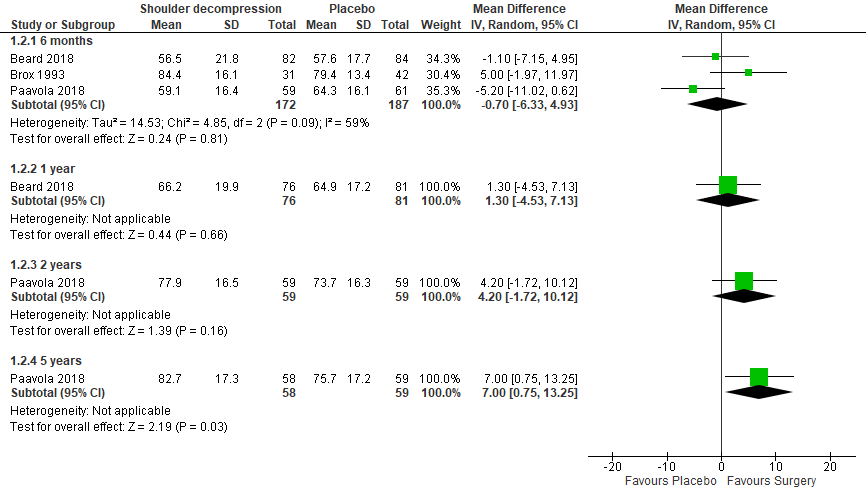 Shoulder decompression Placebo Mean Difference Mean Difference
Study or Subgroup Mean SD Total Mean SD Total Weight IV, Random, 95% CI IV, Random, 95% CI
1.2.1 6 months
Beard 2018 56.5 21.8 82 57.6 17.7 84 34.3% -1.10 [-7.15, 4.95]
Brox 1993 84.4 16.1 31 79.4 13.4 42 30.4% 5.00 [-1.97, 11.97]
Paavola 2018 59.1 16.4 59 64.3 16.1 61 35.3% -5.20 [-11.02, 0.62]
Subtotal (95% CI) 172 187 100.0% -0.70 [-6.33, 4.93]
Heterogeneity: Tau² = 14.53; Chi² = 4.85, df = 2 (P = 0.09); I² = 59%
Test for overall effect: Z = 0.24 (P = 0.81)
1.2.2 1 year
Beard 2018 66.2 19.9 76 64.9 17.2 81 100.0% 1.30 [-4.53, 7.13]
Subtotal (95% CI) 76 81 100.0% 1.30 [-4.53, 7.13]
Heterogeneity: Not applicable
Test for overall effect: Z = 0.44 (P = 0.66)
1.2.3 2 years
Paavola 2018 77.9 16.5 59 73.7 16.3 59 100.0% 4.20 [-1.72, 10.12]
Subtotal (95% CI) 59 59 100.0% 4.20 [-1.72, 10.12]
Heterogeneity: Not applicable
Test for overall effect: Z = 1.39 (P = 0.16)
1.2.4 5 years
Paavola 2018 82.7 17.3 58 75.7 17.2 59 100.0% 7.00 [0.75, 13.25]
Subtotal (95% CI) 58 59 100.0% 7.00 [0.75, 13.25]
Heterogeneity: Not applicable
Test for overall effect: Z = 2.19 (P = 0.03)
-20 -10 0 10 20
Favours Placebo Favours Surgery